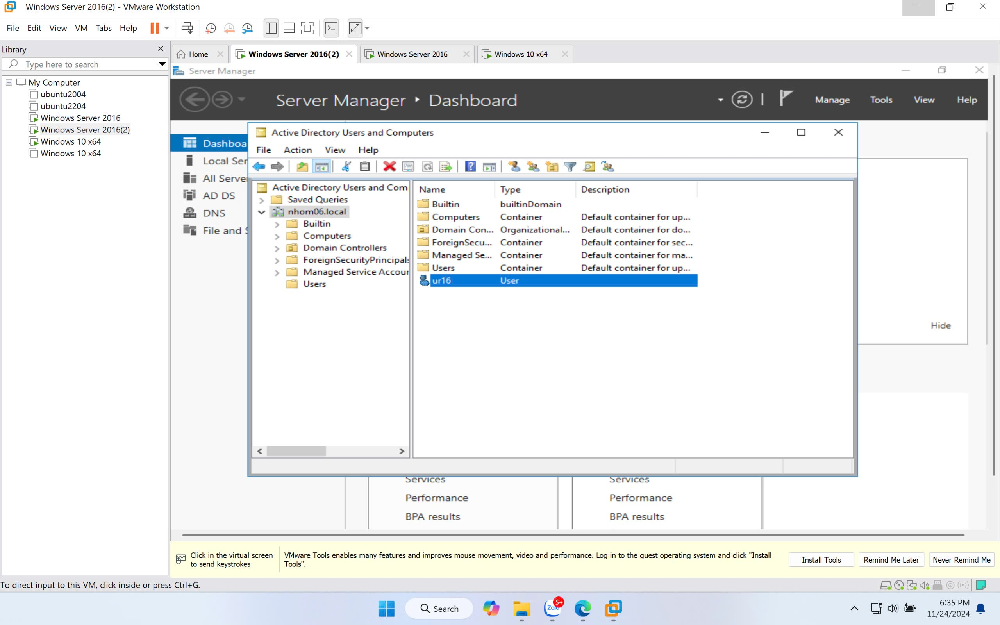 Windows Server 2016(2) - VMware Workstation
File Edit View VM Tabs Help
Library
Type here to search
My Computer
ubuntu2004
ubuntu2204
Windows Server 2016
Windows Server 2016(2)
Windows 10 x64
Windows 10 x64
Home
Windows Server 2016(2)
Windows Server 2016
Windows 10 x64
Server Manager
Server Manager ‣ Dashboard
Manage Tools View Help
Dashboa
Local Ser
All Serve
AD DS
DNS
File and S
Active Directory Users and Computers
File Action View Help
Active Directory Users and Com
Saved Queries
nhom06.local
Builtin
Computers
Domain Controllers
ForeignSecurityPrincipals
Managed Service Accour
Users
Name Type Description
Builtin builtinDomain
Computers Container Default container for up...
Domain Con... Organizational... Default container for do...
ForeignSecu... Container Default container for sec...
Managed Se... Container Default container for ma...
Users Container Default container for up...
ur16 User
Hide
Services Services
Performance Performance
BPA results BPA results
Click in the virtual screen
to send keystrokes
VMware Tools enables many features and improves mouse movement, video and performance. Log in to the guest operating system and click "Install
Tools".
Install Tools
Remind Me Later
Never Remind Me
To direct input to this VM, click inside or press Ctrl+G.
Search
Zalo
5+
6:35 PM
11/24/2024